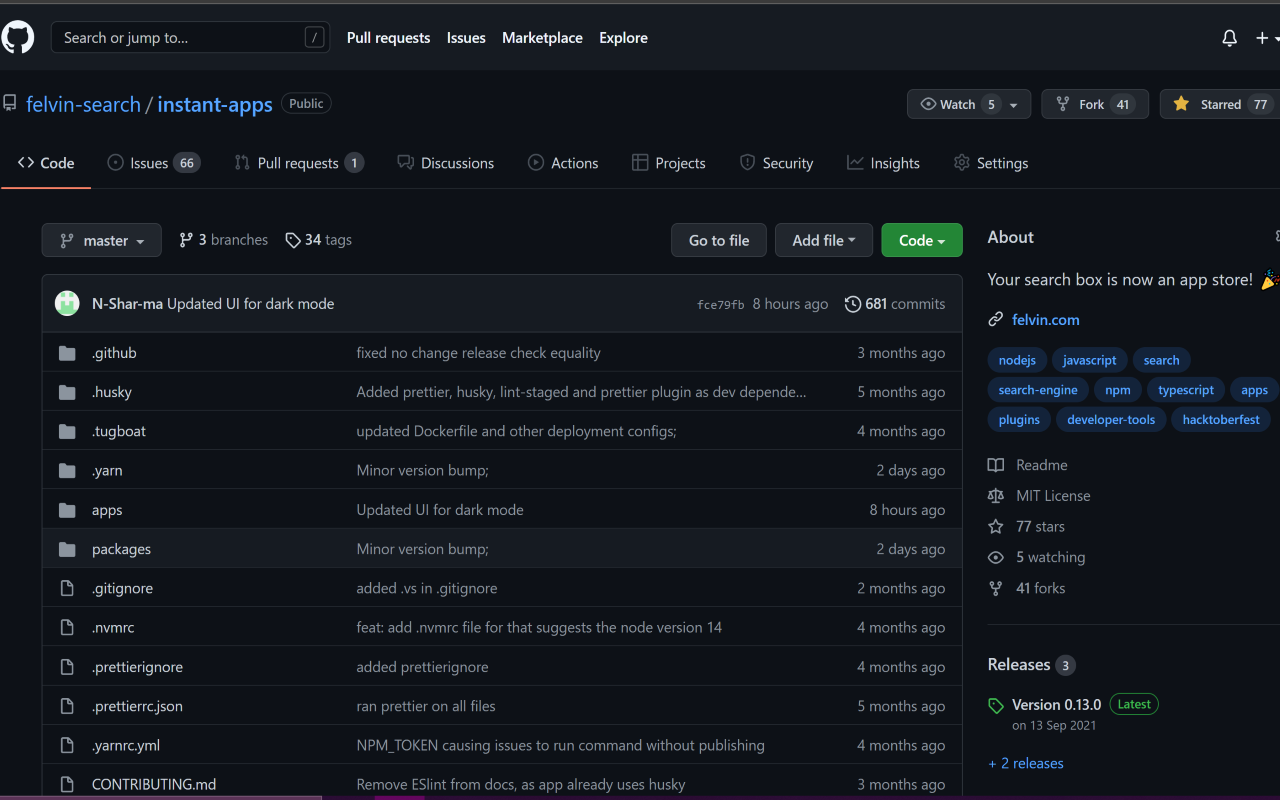 Search or jump to... / Pull requests Issues Marketplace Explore
felvin-search / instant-apps Public Watch 5 Fork 41 Starred 77
Code Issues 66 Pull requests 1 Discussions Actions Projects Security Insights Settings
master 3 branches 34 tags Go to file Add file Code
N-Shar-ma Updated UI for dark mode fce79fb 8 hours ago 681 commits
.github fixed no change release check equality 3 months ago
.husky Added prettier, husky, lint-staged and prettier plugin as dev depende... 5 months ago
.tugboat updated Dockerfile and other deployment configs; 4 months ago
.yarn Minor version bump; 2 days ago
apps Updated UI for dark mode 8 hours ago
packages Minor version bump; 2 days ago
.gitignore added .vs in .gitignore 2 months ago
.nvmrc feat: add .nvmrc file for that suggests the node version 14 4 months ago
.prettierignore added prettierignore 4 months ago
.prettierrc.json ran prettier on all files 5 months ago
.yarnrc.yml NPM_TOKEN causing issues to run command without publishing 4 months ago
CONTRIBUTING.md Remove ESlint from docs, as app already uses husky 3 months ago
About
Your search box is now an app store! 🎉
felvin.com
nodejs javascript search
search-engine npm typescript apps
plugins developer-tools hacktoberfest
Readme
MIT License
77 stars
5 watching
41 forks
Releases 3
Version 0.13.0 Latest
on 13 Sep 2021
+ 2 releases